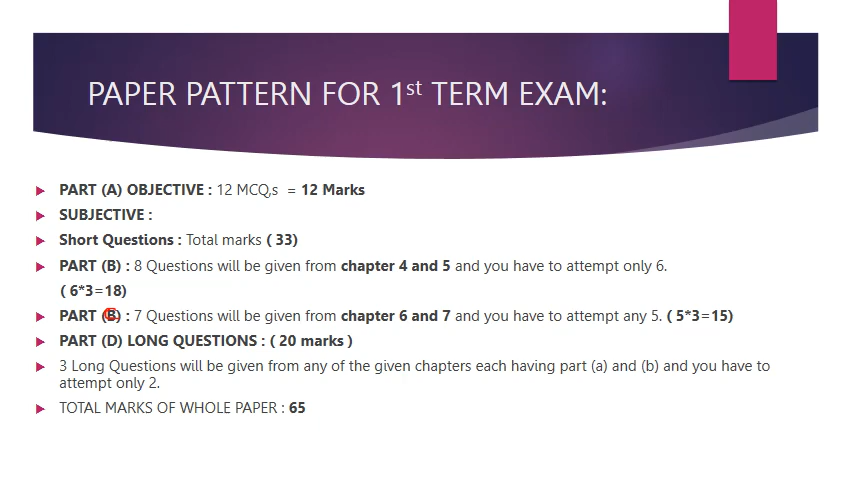 PAPER PATTERN FOR 1st TERM EXAM:
PART (A) OBJECTIVE : 12 MCQ,s = 12 Marks
SUBJECTIVE :
Short Questions : Total marks ( 33)
PART (B) : 8 Questions will be given from chapter 4 and 5 and you have to attempt only 6.
( 6*3=18)
PART (C) : 7 Questions will be given from chapter 6 and 7 and you have to attempt any 5. ( 5*3=15)
PART (D) LONG QUESTIONS : ( 20 marks )
3 Long Questions will be given from any of the given chapters each having part (a) and (b) and you have to
attempt only 2.
TOTAL MARKS OF WHOLE PAPER : 65